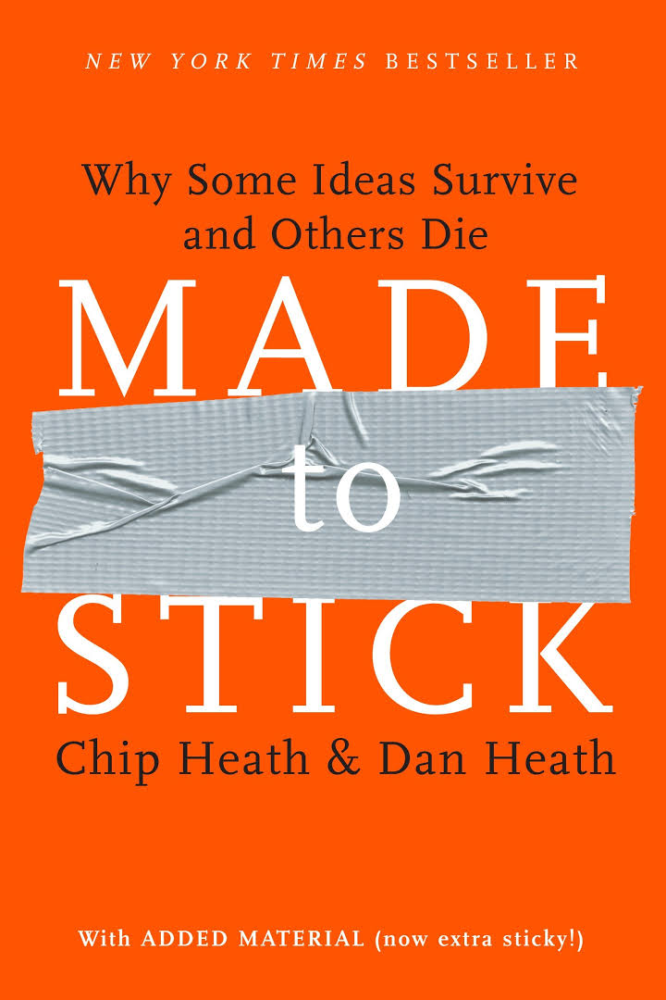 NEW YORK TIMES BESTSELLER
Why Some Ideas Survive
and Others Die
MADE
to
STICK
Chip Heath & Dan Heath
With ADDED MATERIAL (now extra sticky!)